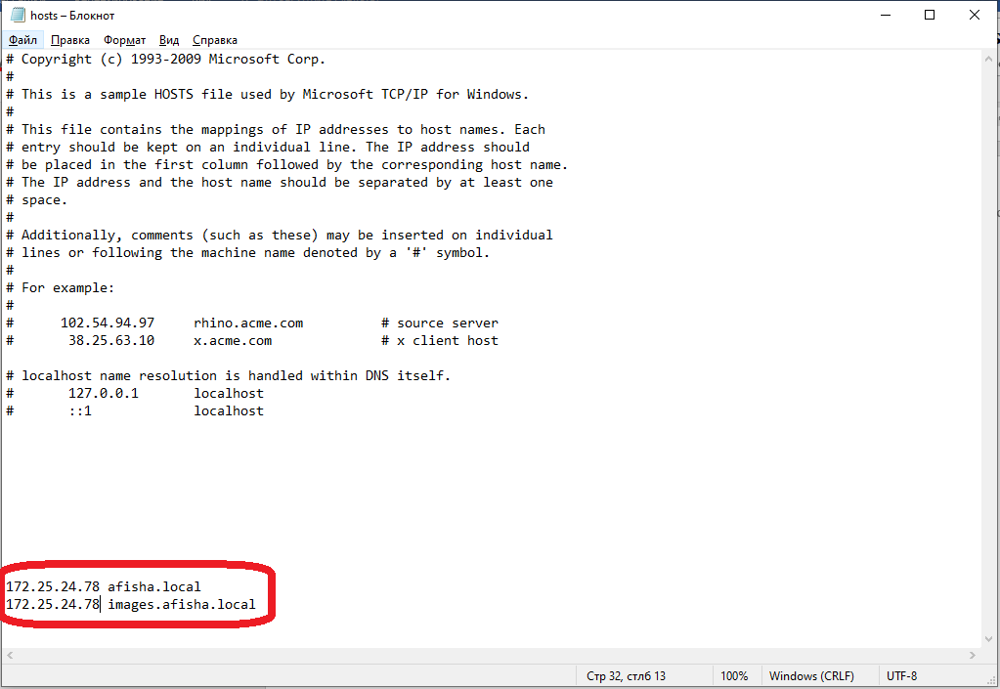 hosts – Блокнот
Файл Правка Формат Вид Справка
# Copyright (c) 1993-2009 Microsoft Corp.
#
# This is a sample HOSTS file used by Microsoft TCP/IP for Windows.
#
# This file contains the mappings of IP addresses to host names. Each
# entry should be kept on an individual line. The IP address should
# be placed in the first column followed by the corresponding host name.
# The IP address and the host name should be separated by at least one
# space.
#
# Additionally, comments (such as these) may be inserted on individual
# lines or following the machine name denoted by a '#' symbol.
#
# For example:
#
#      102.54.94.97     rhino.acme.com          # source server
#       38.25.63.10     x.acme.com              # x client host

# localhost name resolution is handled within DNS itself.
#       127.0.0.1       localhost
#       ::1             localhost

172.25.24.78 afisha.local
172.25.24.78 images.afisha.local
Стр 32, стлб 13 100% Windows (CRLF) UTF-8